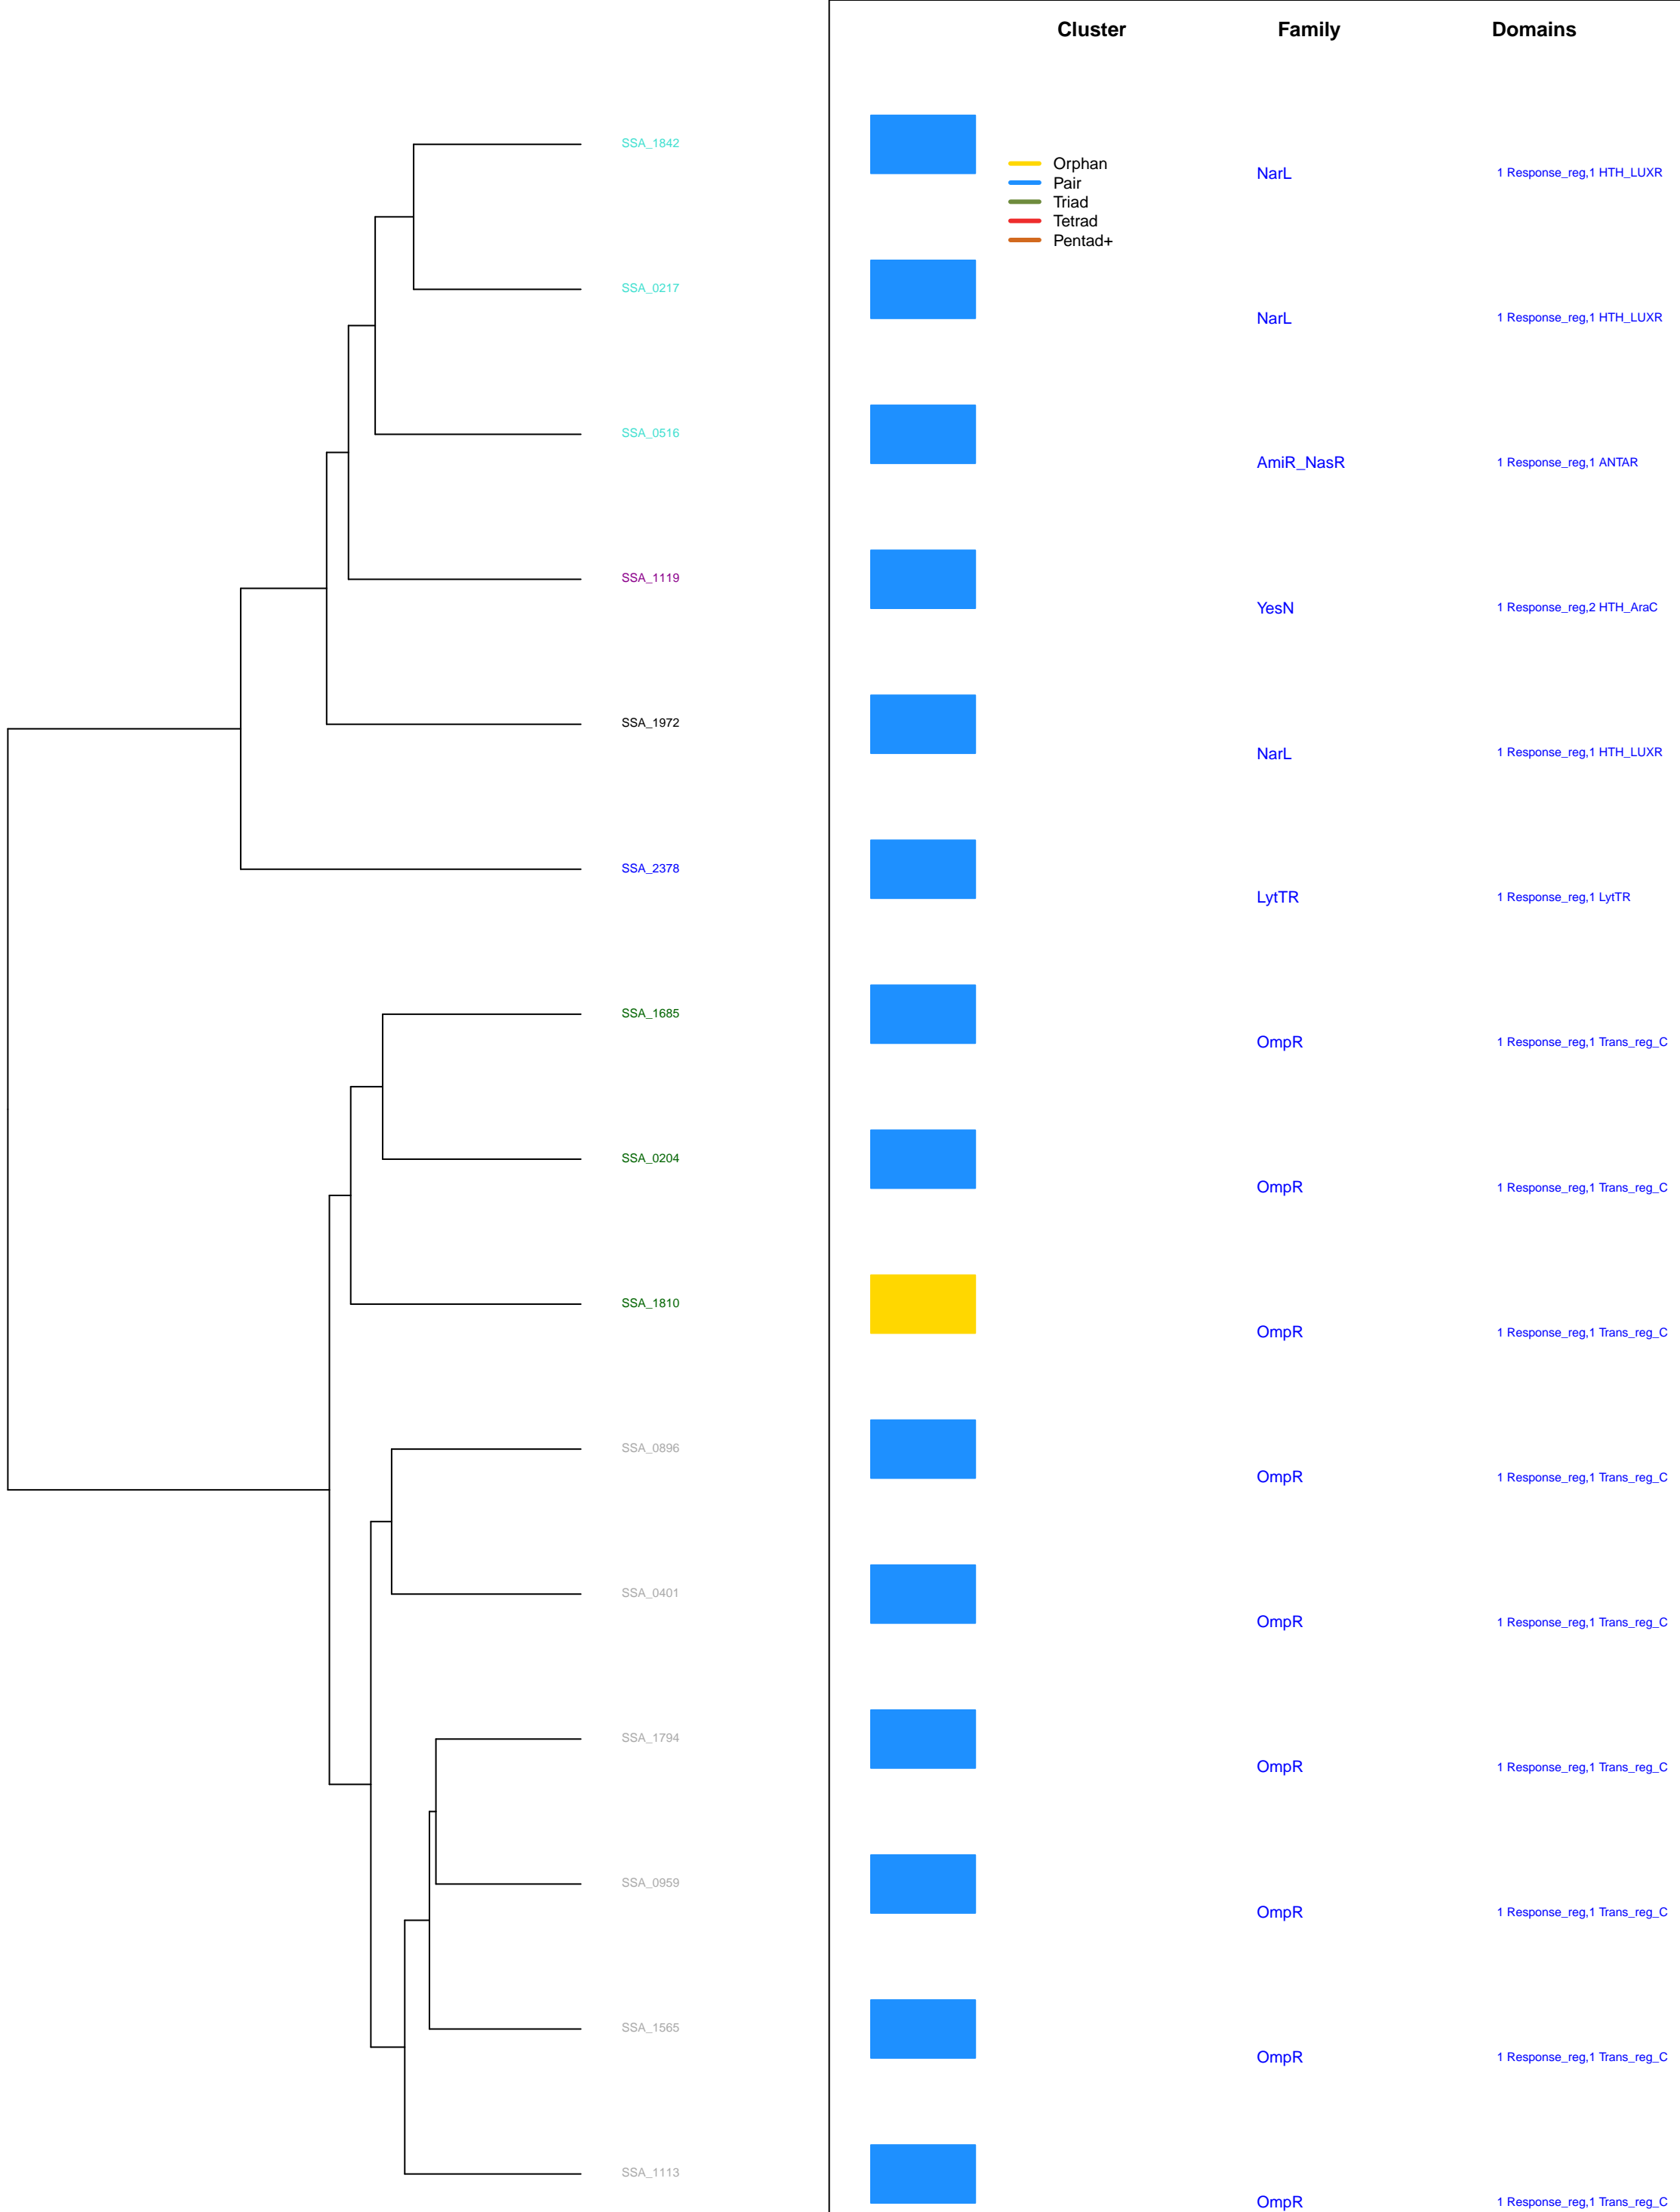 Cluster Family Domains
SSA_1842
Orphan
Pair
Triad
Tetrad
Pentad+
NarL 1 Response_reg,1 HTH_LUXR
SSA_0217
NarL 1 Response_reg,1 HTH_LUXR
SSA_0516
AmiR_NasR 1 Response_reg,1 ANTAR
SSA_1119
YesN 1 Response_reg,2 HTH_AraC
SSA_1972
NarL 1 Response_reg,1 HTH_LUXR
SSA_2378
LytTR 1 Response_reg,1 LytTR
SSA_1685
OmpR 1 Response_reg,1 Trans_reg_C
SSA_0204
OmpR 1 Response_reg,1 Trans_reg_C
SSA_1810
OmpR 1 Response_reg,1 Trans_reg_C
SSA_0896
OmpR 1 Response_reg,1 Trans_reg_C
SSA_0401
OmpR 1 Response_reg,1 Trans_reg_C
SSA_1794
OmpR 1 Response_reg,1 Trans_reg_C
SSA_0959
OmpR 1 Response_reg,1 Trans_reg_C
SSA_1565
OmpR 1 Response_reg,1 Trans_reg_C
SSA_1113
OmpR 1 Response_reg,1 Trans_reg_C